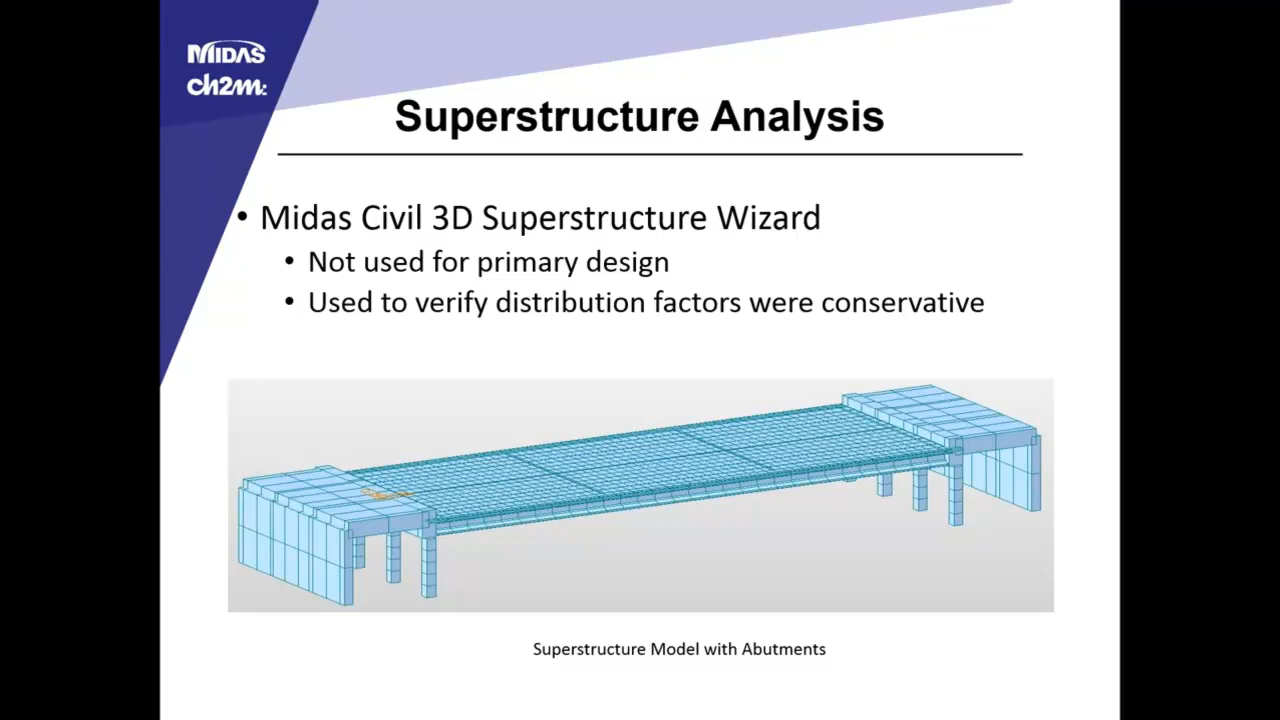 MIDAS
ch2m:
Superstructure Analysis
• Midas Civil 3D Superstructure Wizard
• Not used for primary design
• Used to verify distribution factors were conservative
Superstructure Model with Abutments